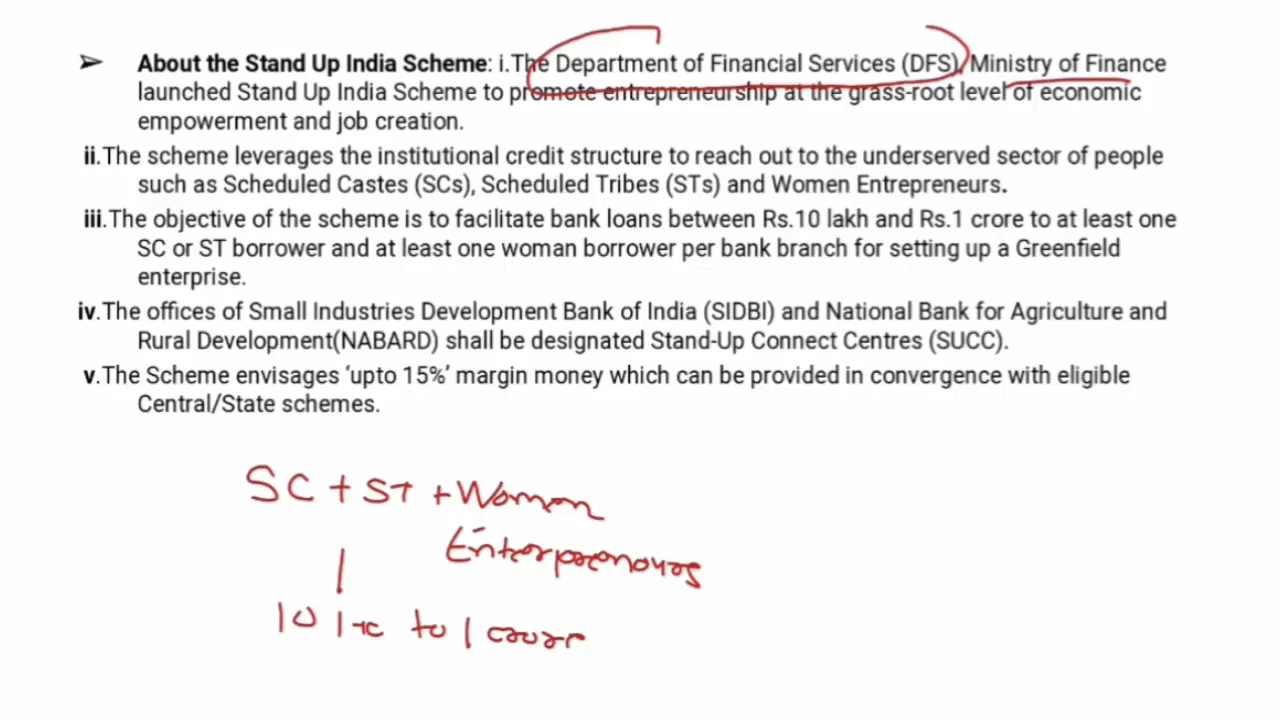 ➢ About the Stand Up India Scheme: i.The Department of Financial Services (DFS), Ministry of Finance
launched Stand Up India Scheme to promote entrepreneurship at the grass-root level of economic
empowerment and job creation.
ii.The scheme leverages the institutional credit structure to reach out to the underserved sector of people
such as Scheduled Castes (SCs), Scheduled Tribes (STs) and Women Entrepreneurs.
iii.The objective of the scheme is to facilitate bank loans between Rs.10 lakh and Rs.1 crore to at least one
SC or ST borrower and at least one woman borrower per bank branch for setting up a Greenfield
enterprise.
iv.The offices of Small Industries Development Bank of India (SIDBI) and National Bank for Agriculture and
Rural Development(NABARD) shall be designated Stand-Up Connect Centres (SUCC).
v.The Scheme envisages ‘upto 15%’ margin money which can be provided in convergence with eligible
Central/State schemes.
SC + ST + Women
10 to 1